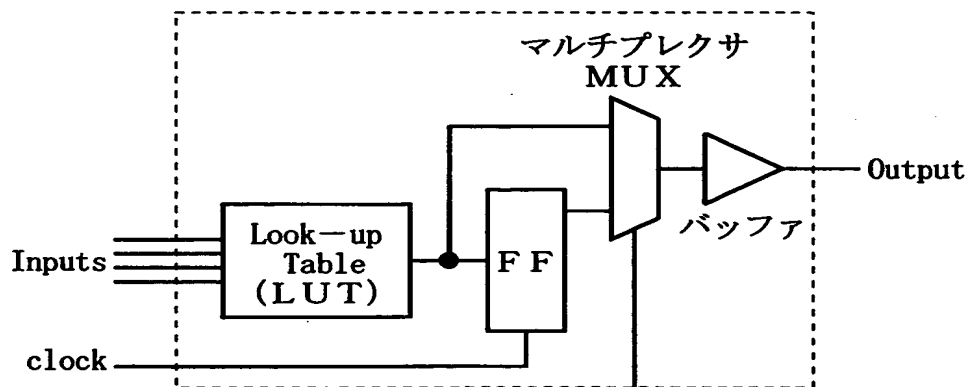 マルチプレクサ
MUX
Output
バッファ
Look-up
Table
(LUT)
FF
Inputs
clock